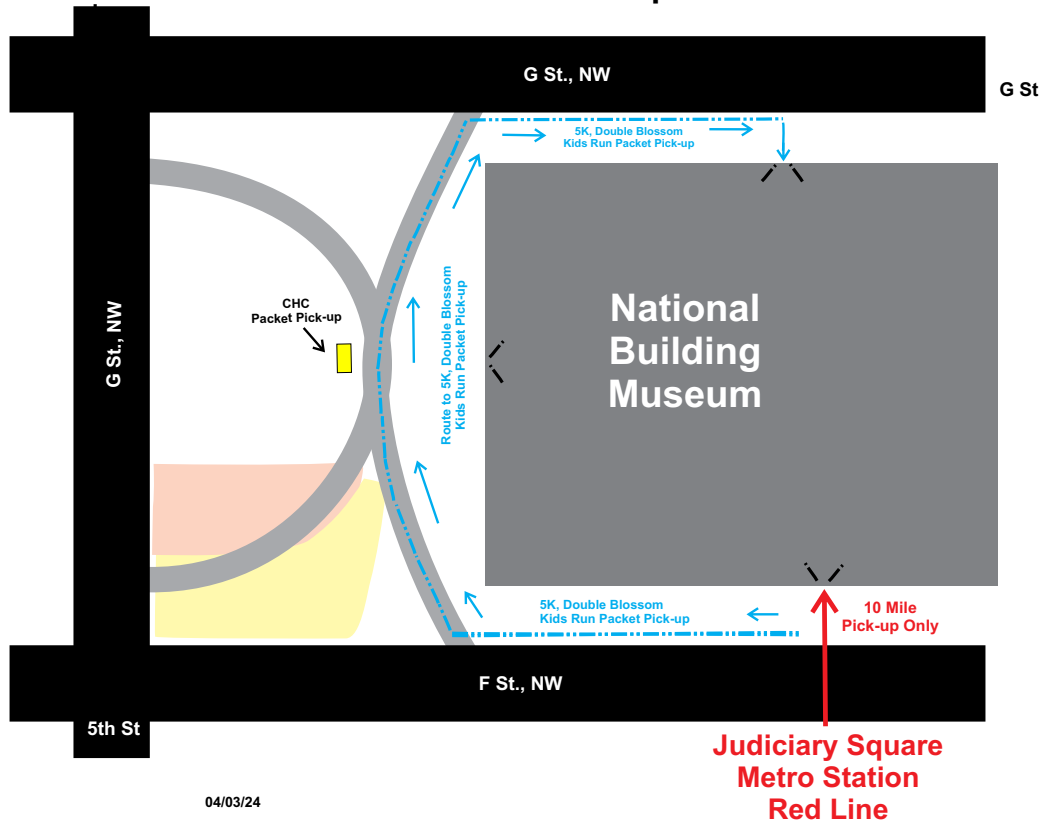 G St., NW
G St
5K, Double Blossom
Kids Run Packet Pick-up
CHC
Packet Pick-up
G St., NW
Route to 5K, Double Blossom
Kids Run Packet Pick-up
National
Building
Museum
5K, Double Blossom
Kids Run Packet Pick-up
10 Mile
Pick-up Only
F St., NW
5th St
Judiciary Square
Metro Station
Red Line
04/03/24